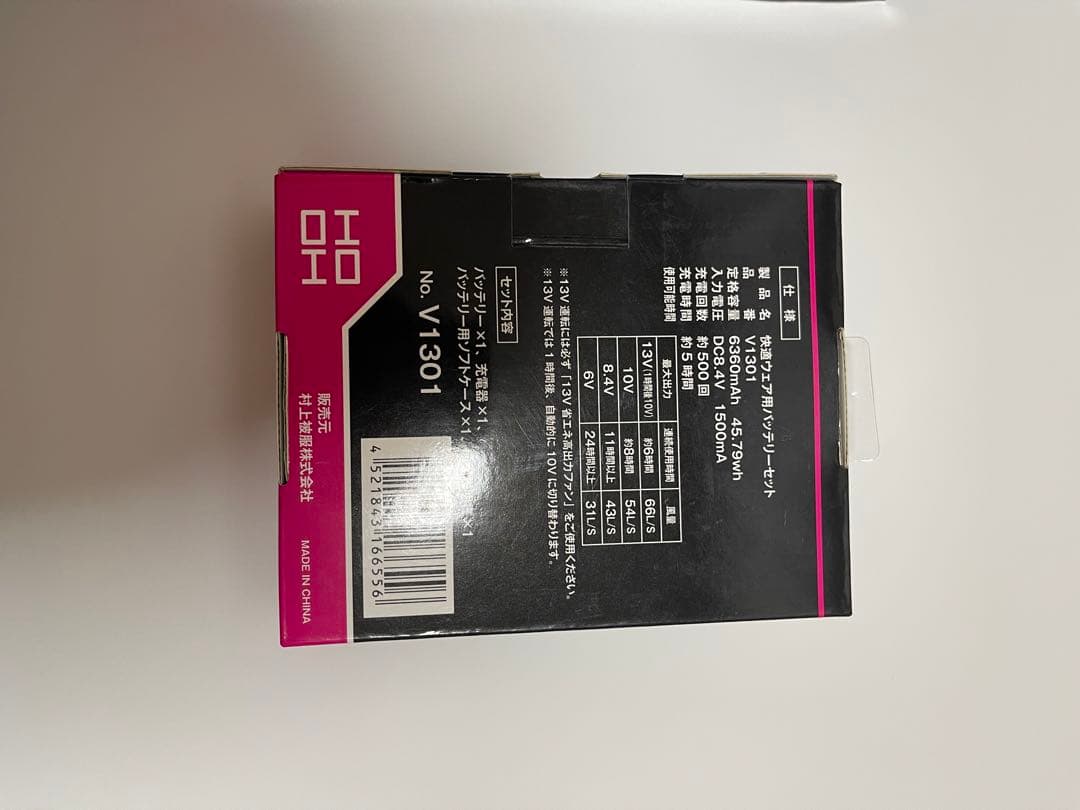 仕様
製品名 快適ウェア用バッテリーセット
品番 V1301
定格容量 6360mAh 45.79wh
入力電圧 DC8.4V 1500mA
充電回数 約500回
充電時間 約5時間
使用可能時間
最大出力 連続使用時間 風量
13V(1時間後10V) 約6時間 66L/S
10V 約8時間 54L/S
8.4V 11時間以上 43L/S
6V 24時間以上 31L/S
※13V運転には必ず「13V省エネ高出力ファン」をご使用ください。
※13V運転では1時間後、自動的に10Vに切り替わります。
セット内容
バッテリー×1、充電器×1、
バッテリー用ソフトケース×1、 ×1
No. V1301
4 521843 166556
HOOH
販売元
村上被服株式会社
MADE IN CHINA